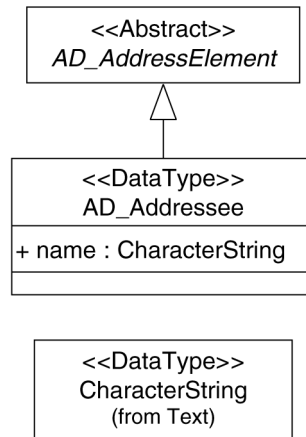 <<Abstract>>
AD_AddressElement
<<DataType>>
AD_Addressee
+ name : CharacterString
<<DataType>>
CharacterString
(from Text)